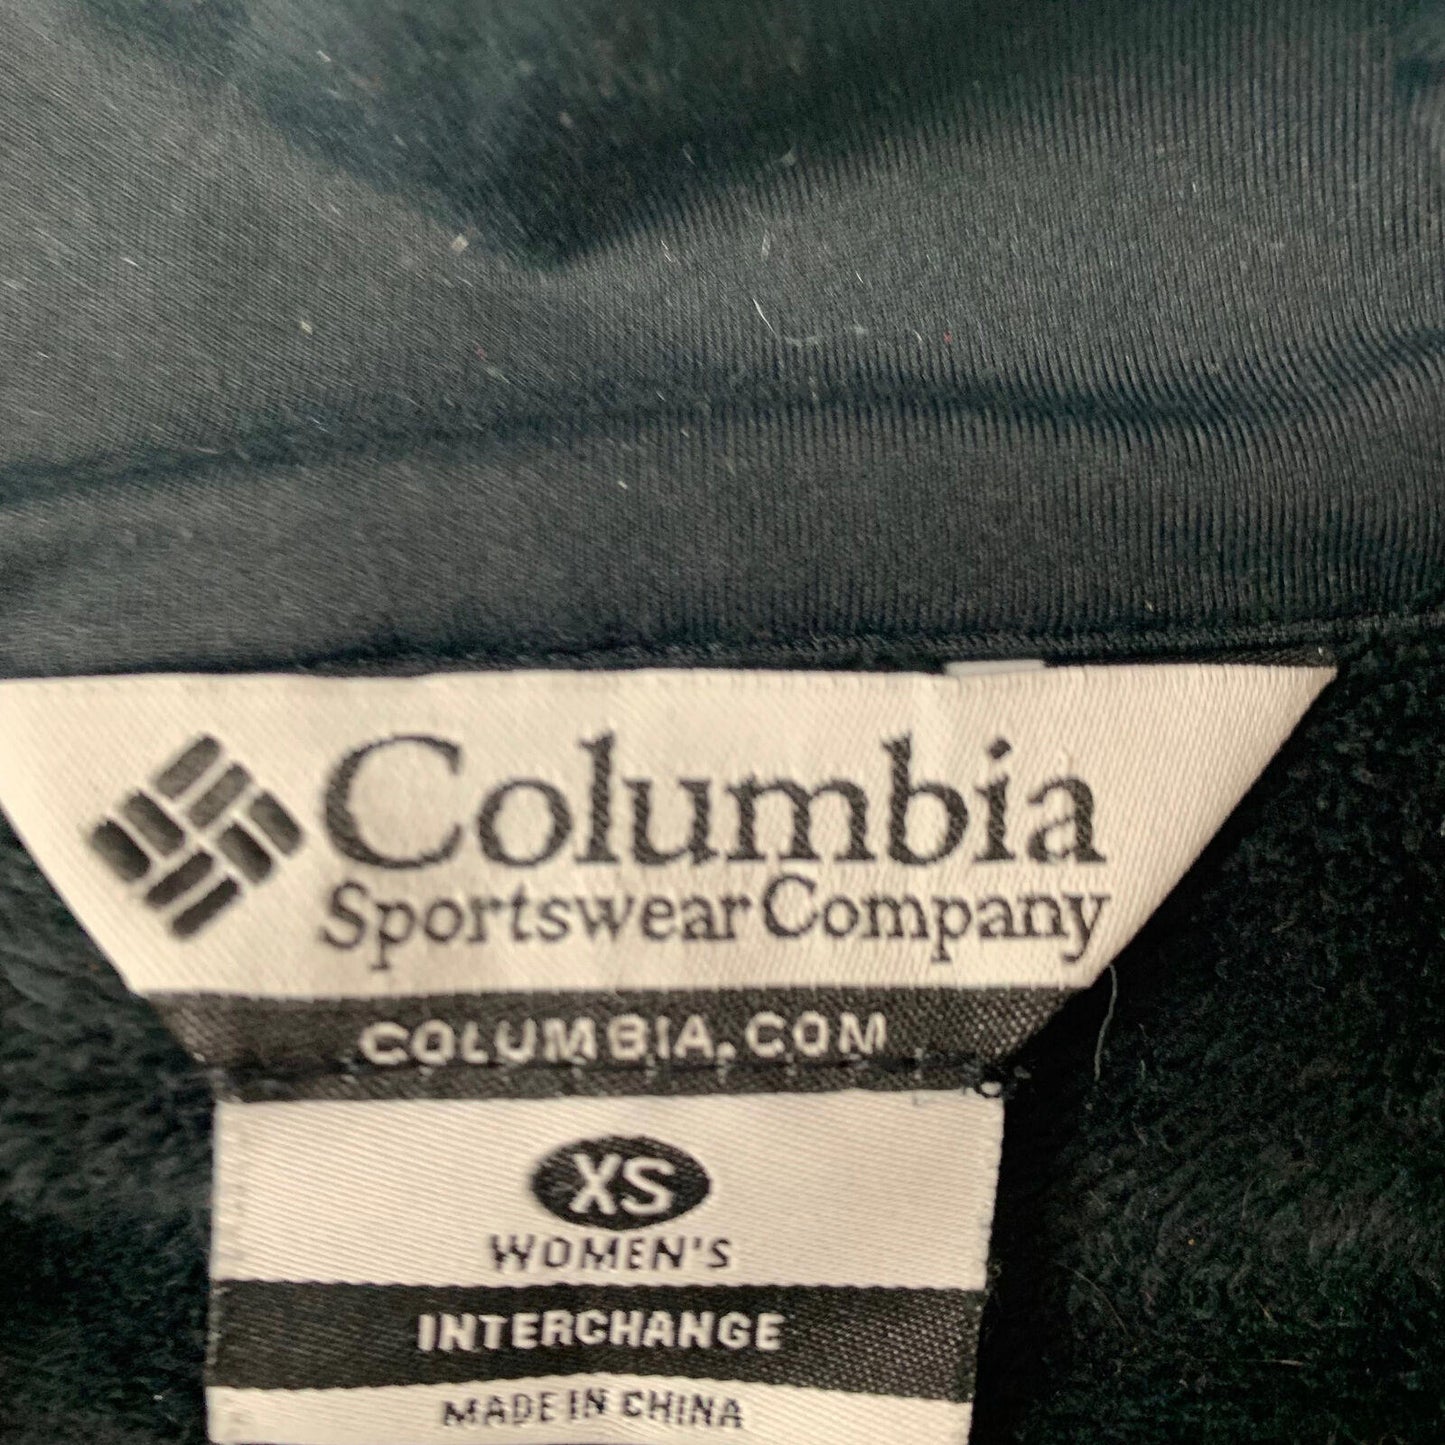 Columbia
Sportswear Company
COLUMBIA.COM
XS
WOMEN'S
INTERCHANGE
MADE IN CHINA